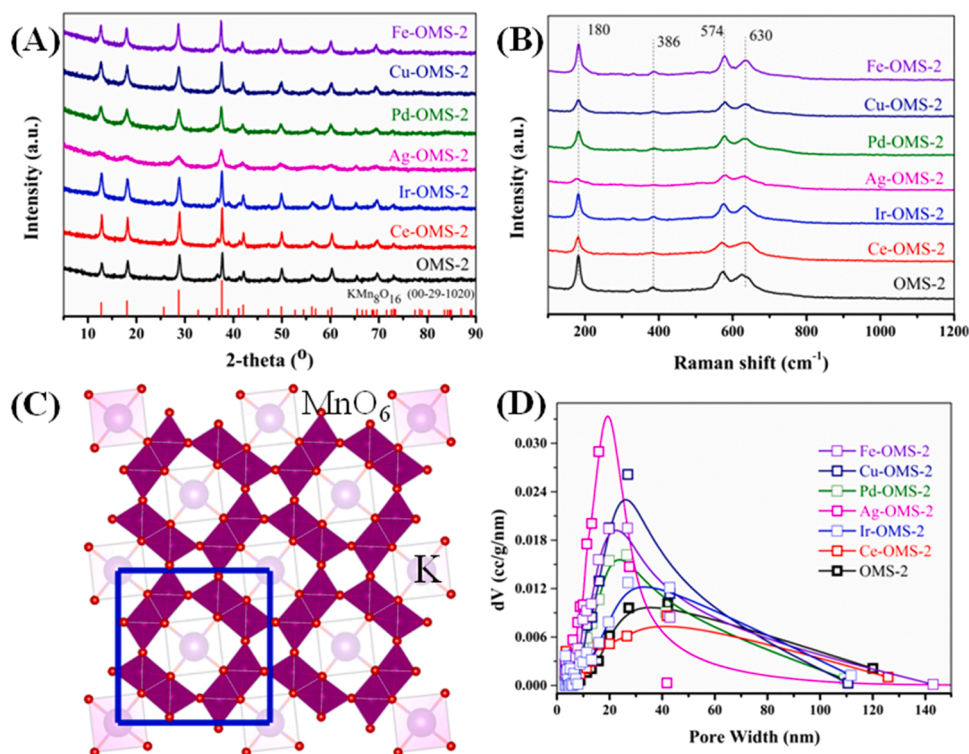 (A)
Fe-OMS-2
Cu-OMS-2
Pd-OMS-2
Ag-OMS-2
Ir-OMS-2
Ce-OMS-2
OMS-2
KMn8O16 (00-29-1020)
Intensity (a.u.)
10 20 30 40 50 60 70 80 90
2-theta (⁰)
(B)
180
386
574
630
Fe-OMS-2
Cu-OMS-2
Pd-OMS-2
Ag-OMS-2
Ir-OMS-2
Ce-OMS-2
OMS-2
Intensity (a.u.)
200 400 600 800 1000 1200
Raman shift (cm⁻¹)
(C)
MnO₆
K
(D)
Fe-OMS-2
Cu-OMS-2
Pd-OMS-2
Ag-OMS-2
Ir-OMS-2
Ce-OMS-2
OMS-2
dV (cc/g/nm)
0.030
0.024
0.018
0.012
0.006
0.000
0 20 40 60 80 100 120 140
Pore Width (nm)